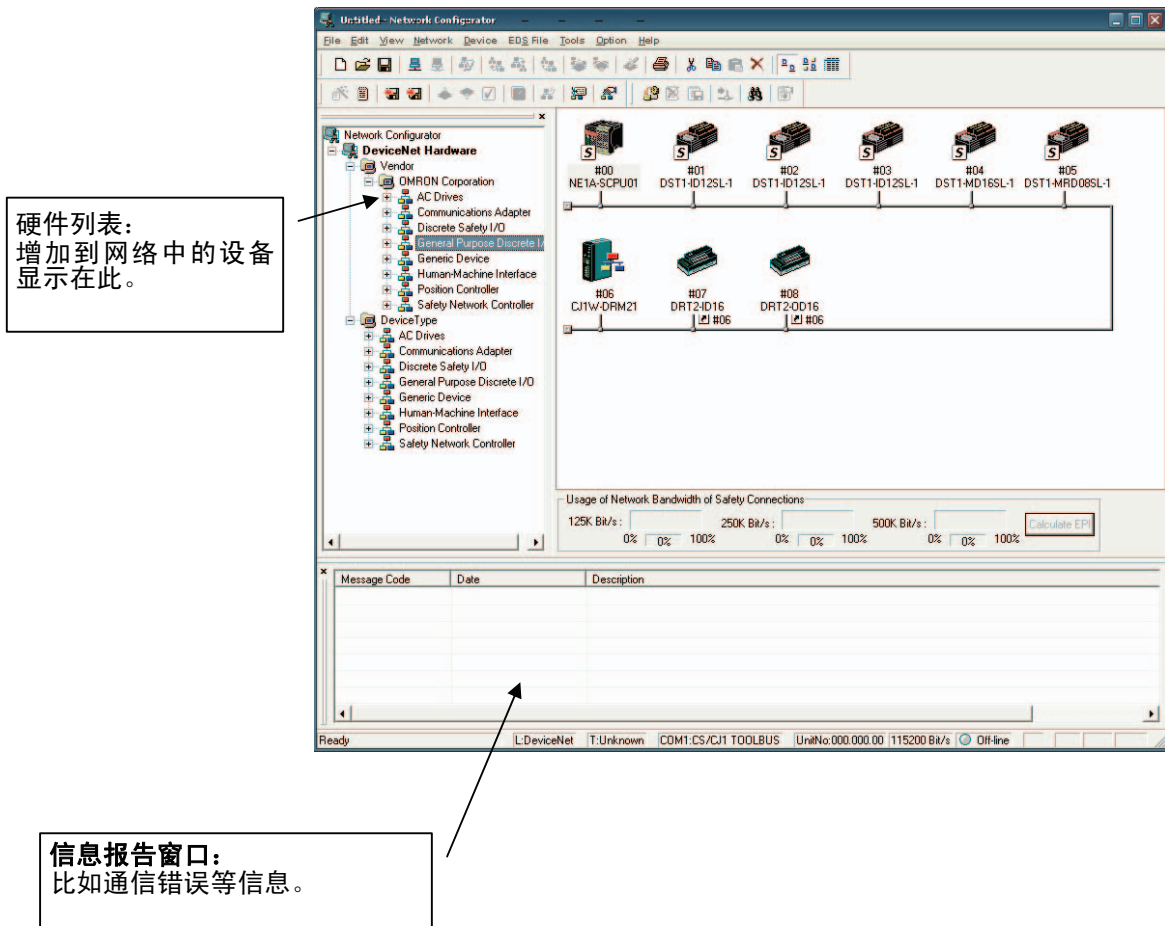 Untitled - Network Configurator
File Edit View Network Device EDS File Tools Option Help
Network Configurator
DeviceNet Hardware
Vendor
OMRON Corporation
AC Drives
Communications Adapter
Discrete Safety I/O
General Purpose Discrete I/
Generic Device
Human-Machine Interface
Position Controller
Safety Network Controller
DeviceType
AC Drives
Communications Adapter
Discrete Safety I/O
General Purpose Discrete I/O
Generic Device
Human-Machine Interface
Position Controller
Safety Network Controller
硬件列表：
增加到网络中的设备
显示在此。
S S S S S S
#00 #01 #02 #03 #04 #05
NE1A-SCPU01 DST1-ID12SL-1 DST1-ID12SL-1 DST1-ID12SL-1 DST1-MD16SL-1 DST1-MRD08SL-1
#06 #07 #08
CJ1W-DRM21 DRT2-ID16 DRT2-OD16
#06 #06
Usage of Network Bandwidth of Safety Connections
125K Bit/s : 250K Bit/s : 500K Bit/s : Calculate EPI
0% 0% 100% 0% 0% 100% 0% 0% 100%
Message Code Date Description
Ready L:DeviceNet T:Unknown COM1:CS/CJ1 TOOLBUS UnitNo:000.000.00 115200 Bit/s Off-line
信息报告窗口：
比如通信错误等信息。